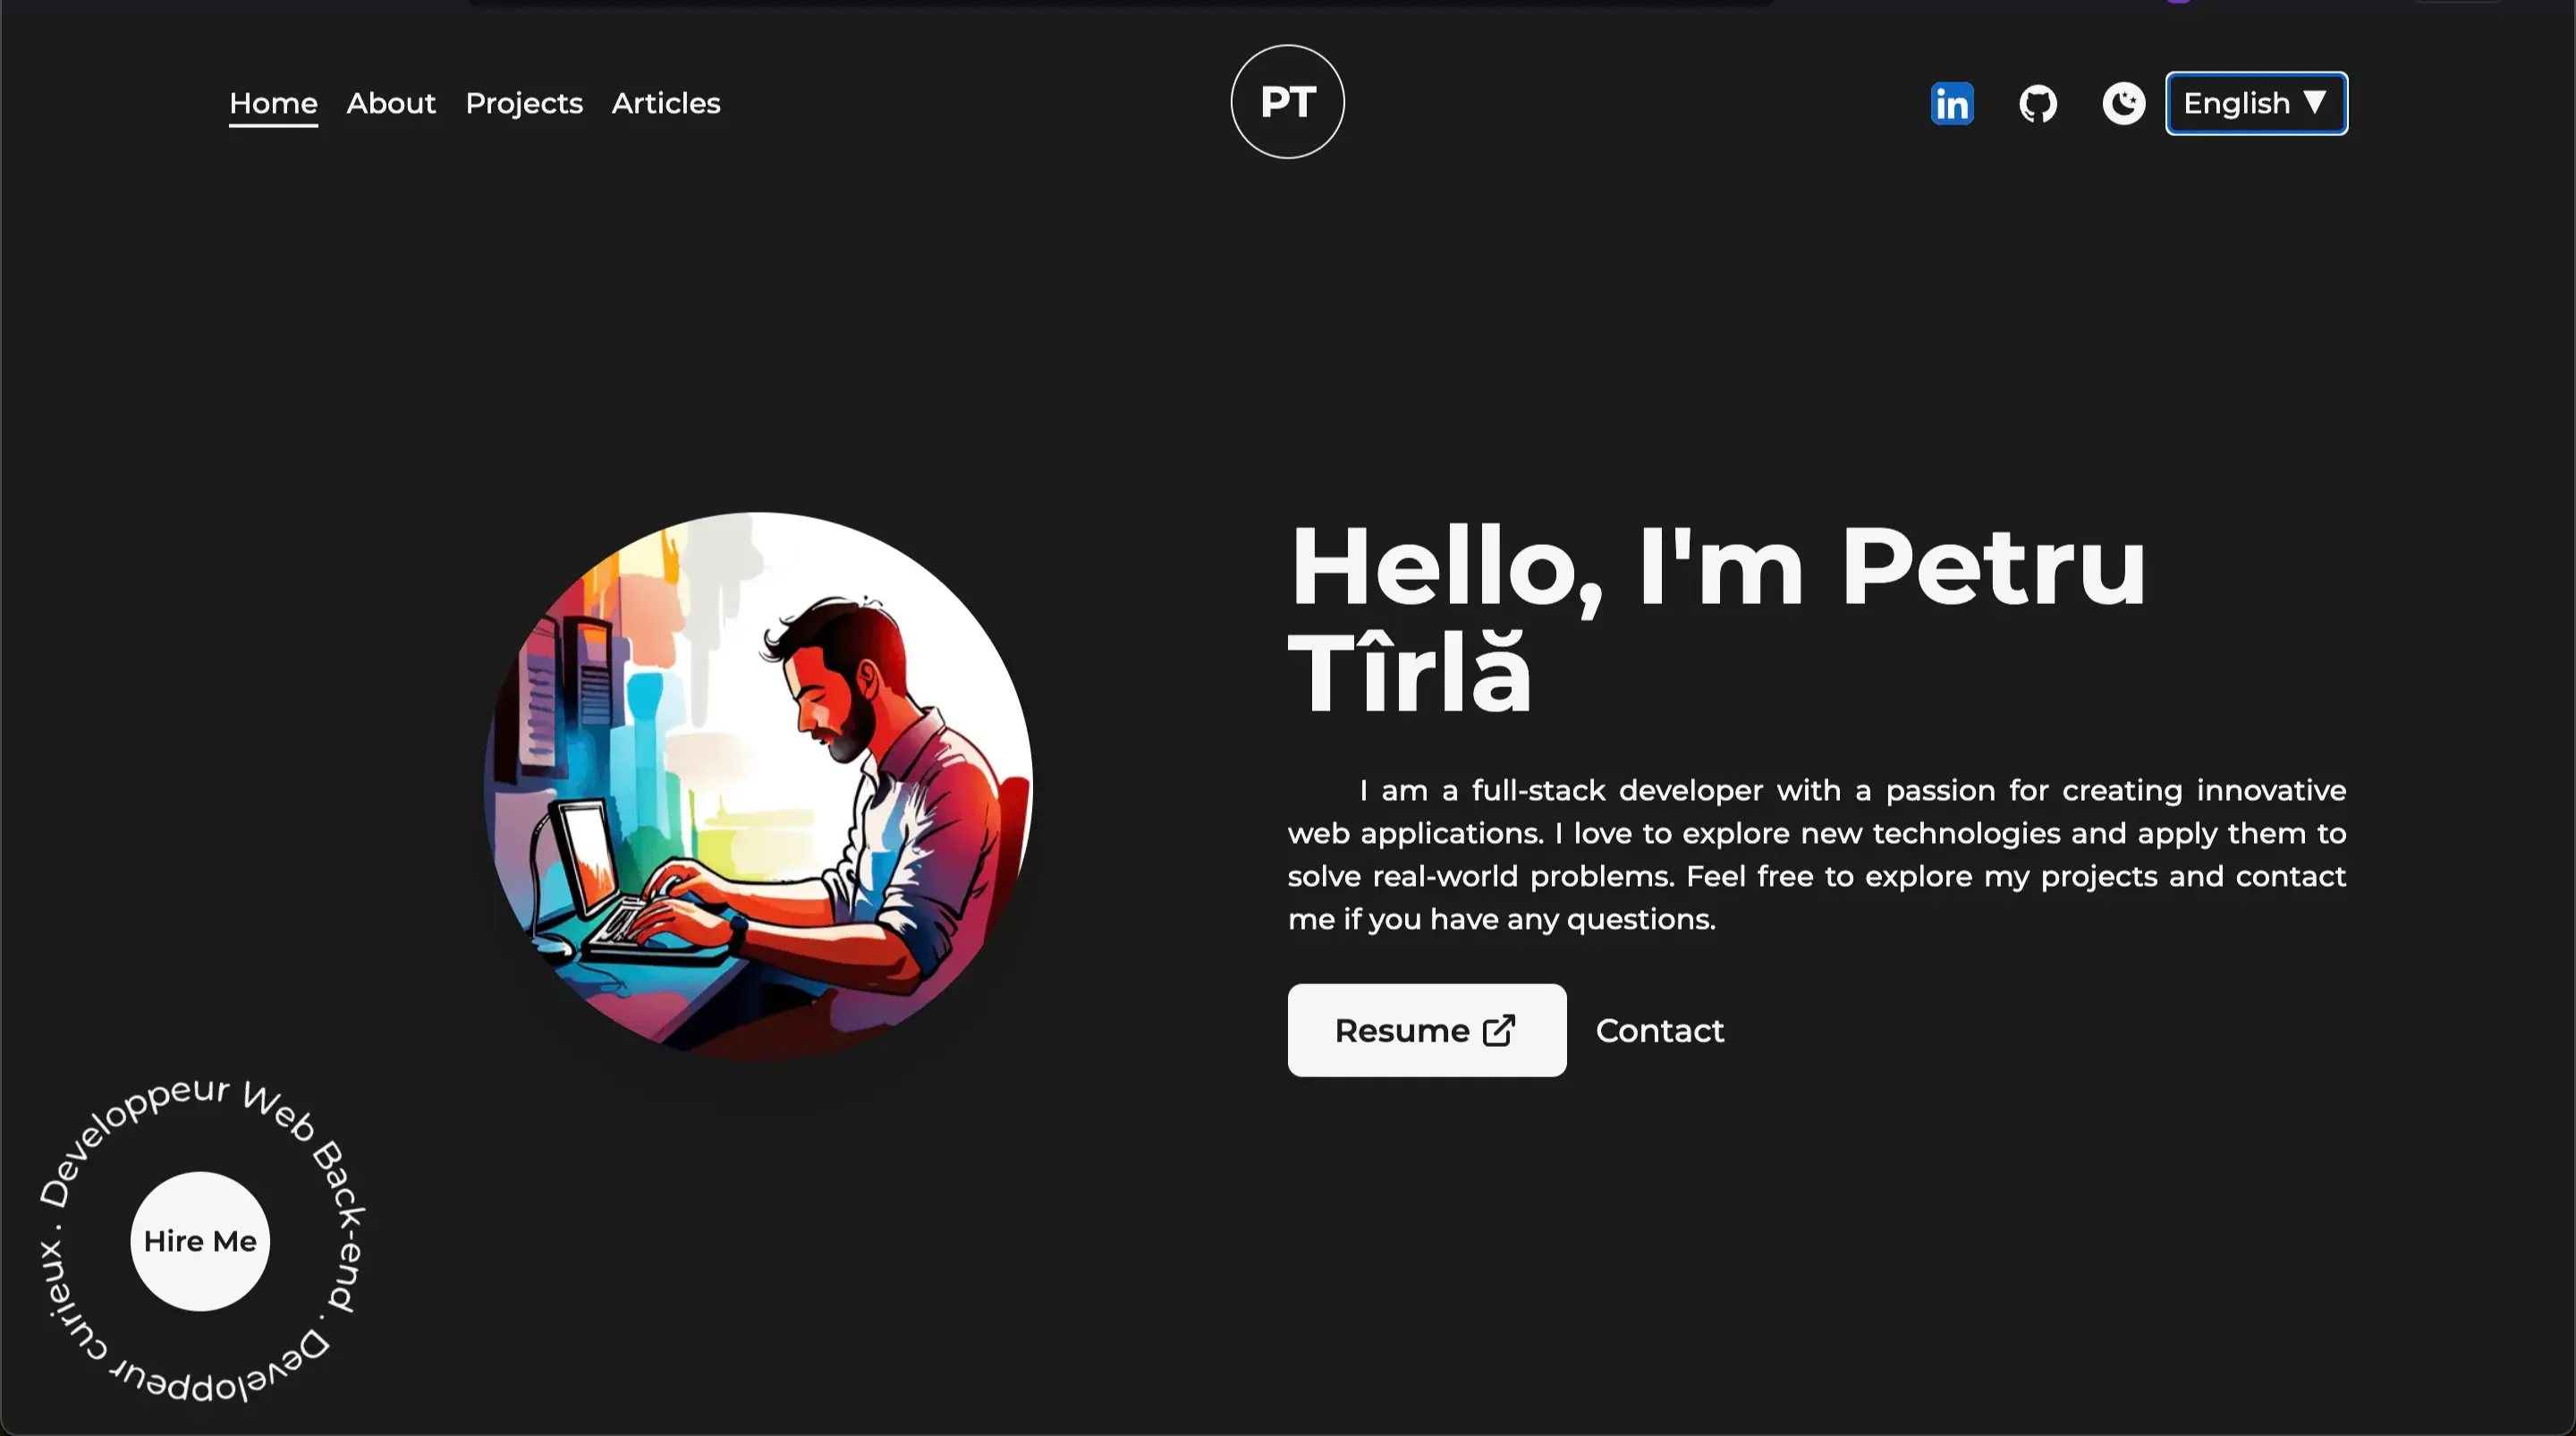 Home About Projects Articles
PT
in
English ▼
Hello, I'm Petru
Tîrlă
I am a full-stack developer with a passion for creating innovative
web applications. I love to explore new technologies and apply them to
solve real-world problems. Feel free to explore my projects and contact
me if you have any questions.
Resume
Contact
Developpeur Web Back-end . Developpeur curieux .
Hire Me